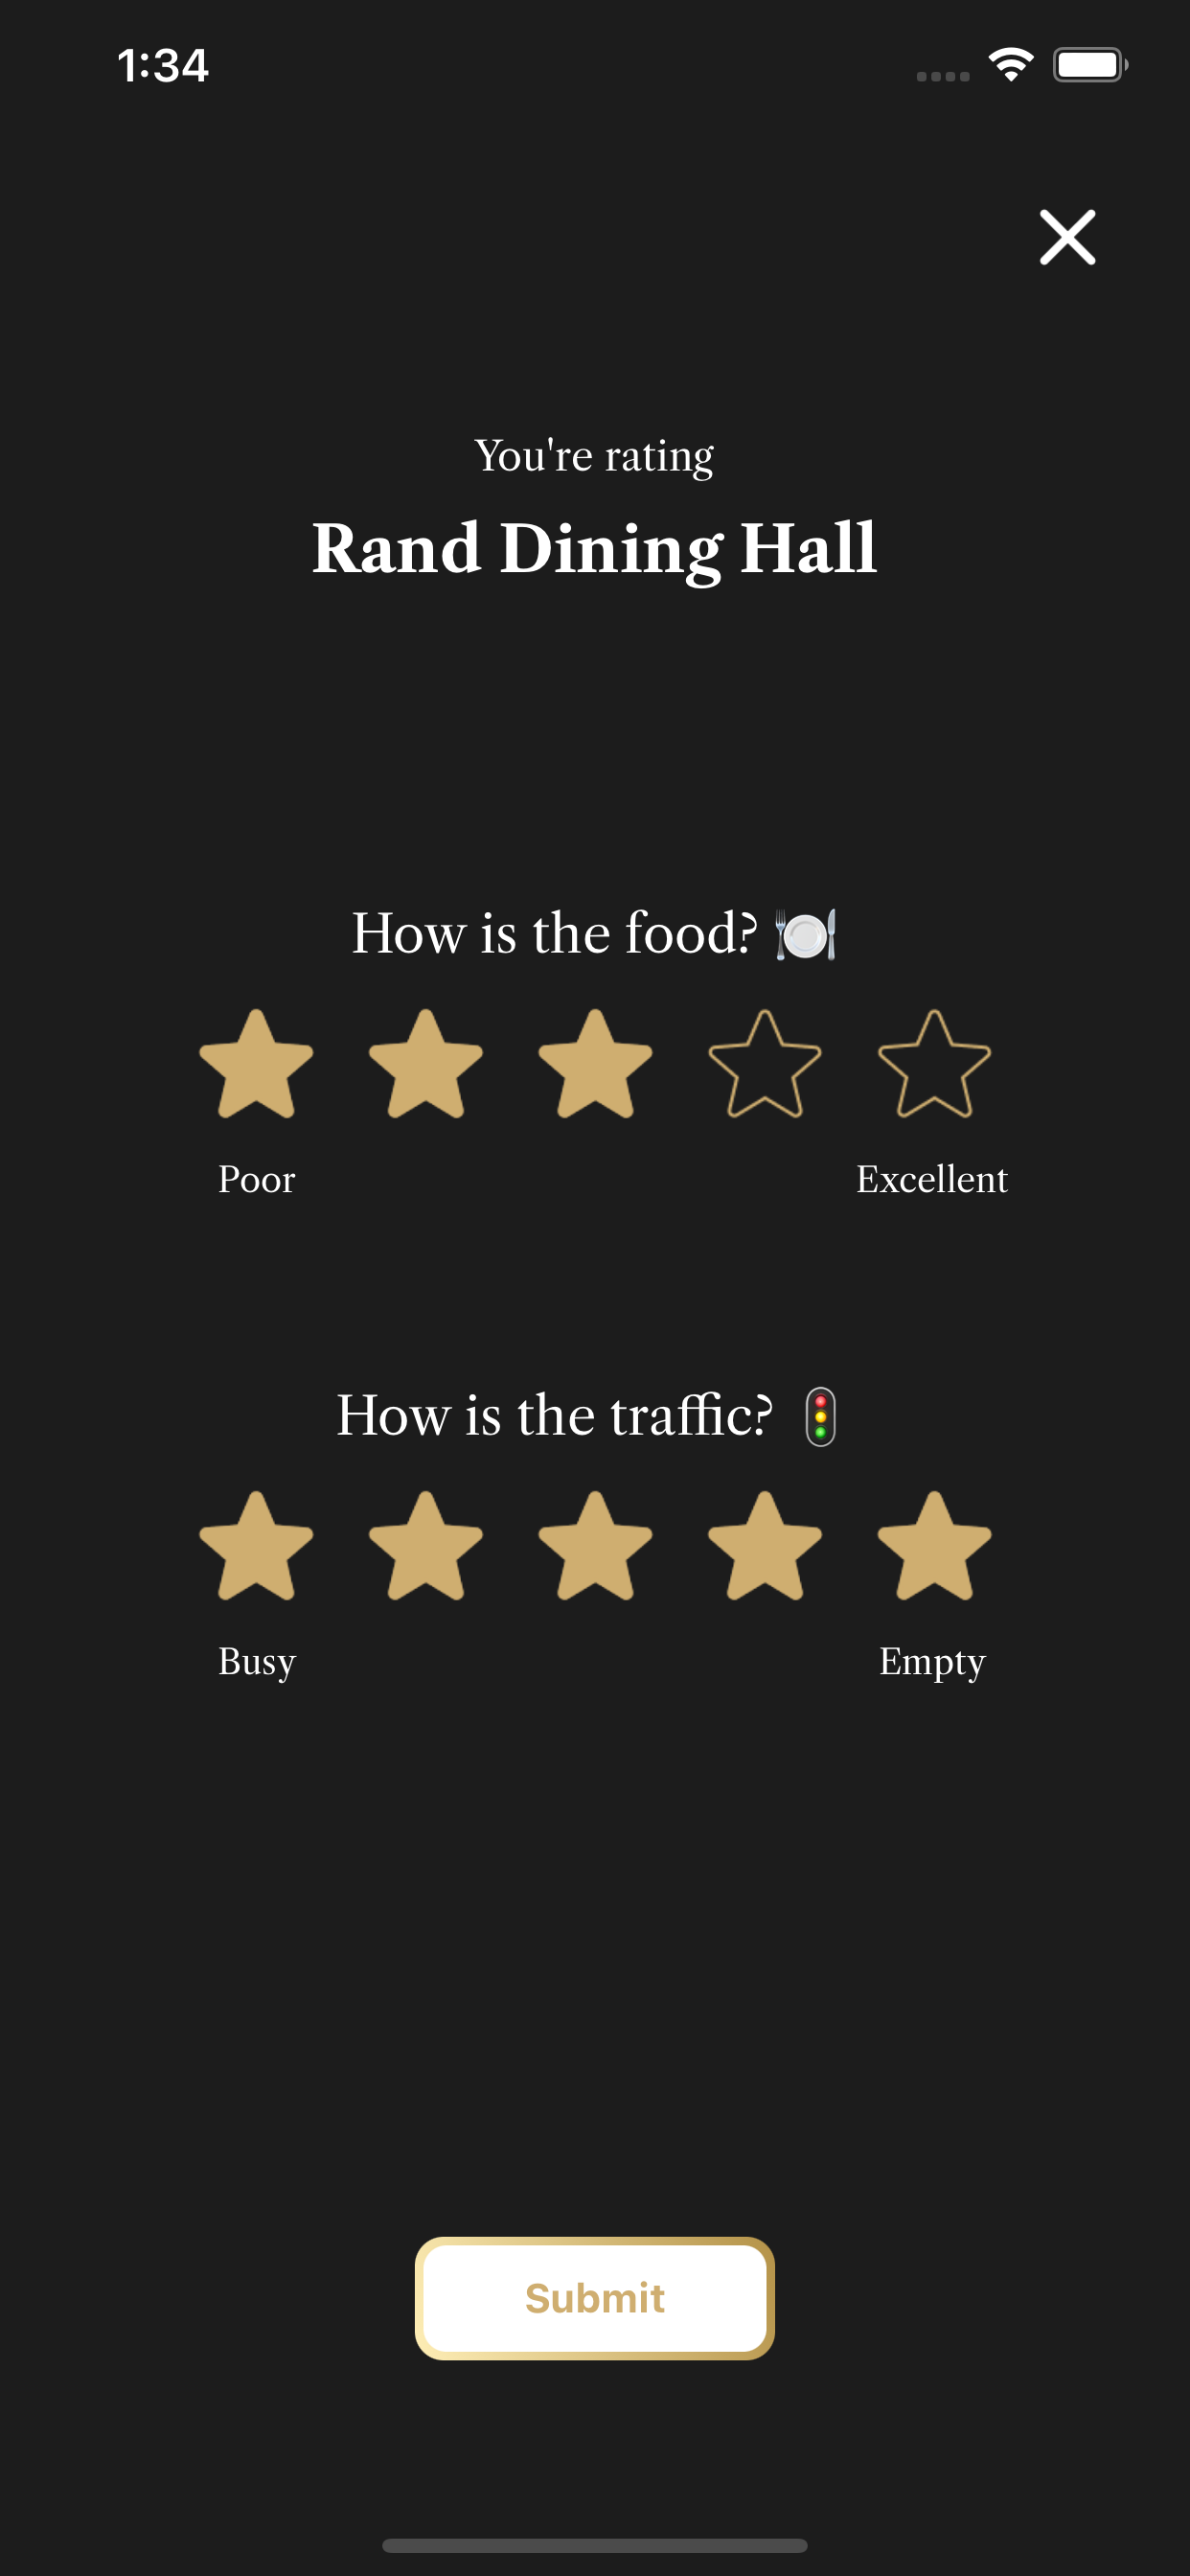 1:34
You're rating
Rand Dining Hall
How is the food? 🍽️
Poor
Excellent
How is the traffic? 🚦
Busy
Empty
Submit